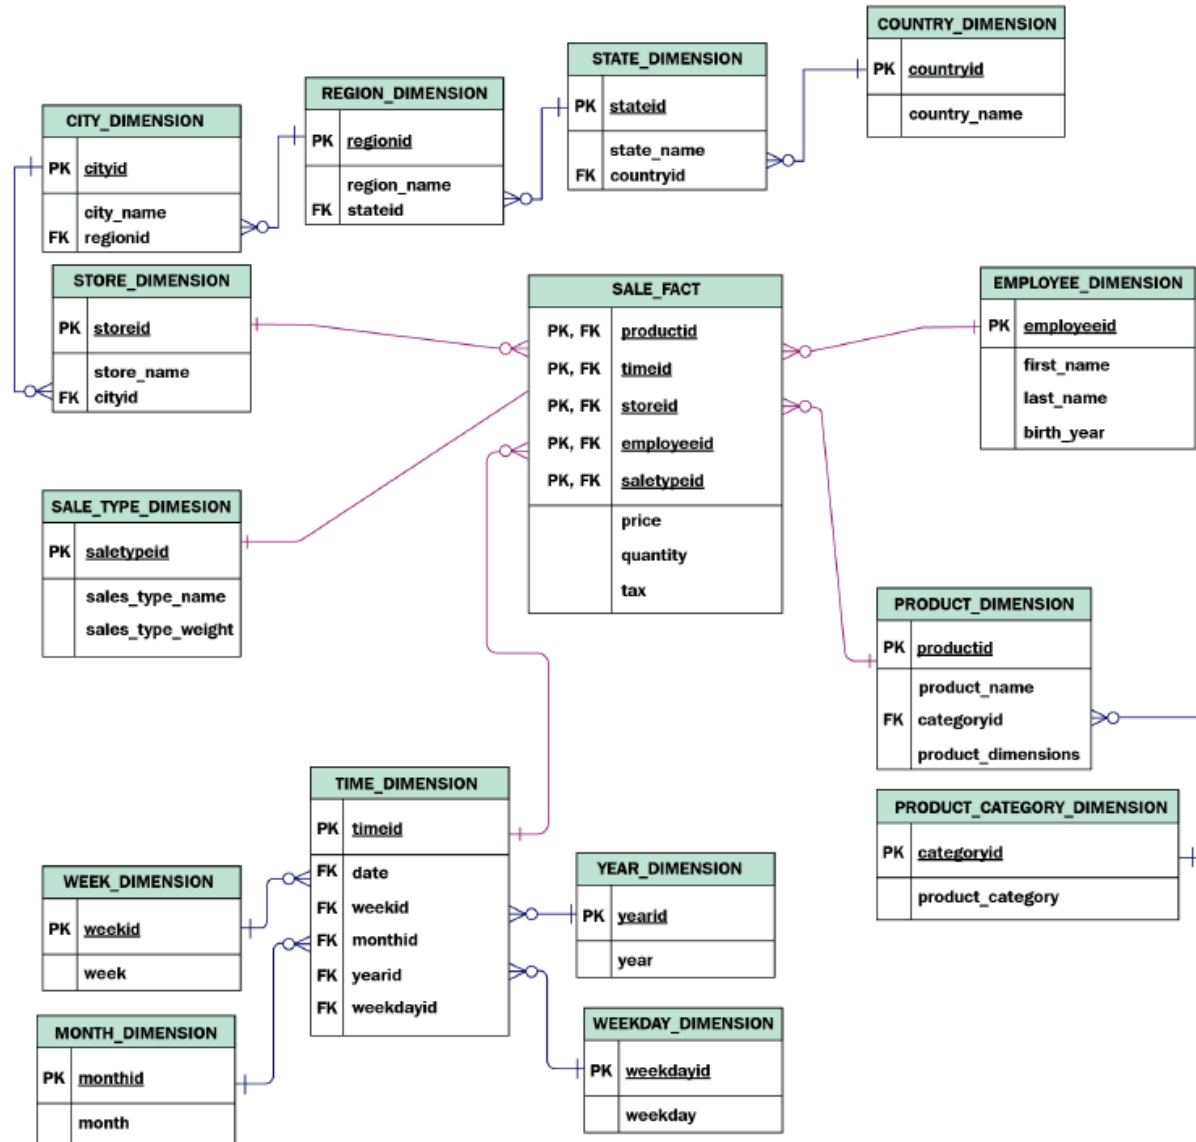 COUNTRY_DIMENSION
PK countryid
country_name
STATE_DIMENSION
PK stateid
state_name
FK countryid
REGION_DIMENSION
PK regionid
region_name
FK stateid
CITY_DIMENSION
PK cityid
city_name
FK regionid
STORE_DIMENSION
PK storeid
store_name
FK cityid
SALE_FACT
PK, FK productid
PK, FK timeid
PK, FK storeid
PK, FK employeeid
PK, FK saletypeid
price
quantity
tax
EMPLOYEE_DIMENSION
PK employeeid
first_name
last_name
birth_year
SALE_TYPE_DIMESION
PK saletypeid
sales_type_name
sales_type_weight
PRODUCT_DIMENSION
PK productid
product_name
FK categoryid
product_dimensions
TIME_DIMENSION
PK timeid
FK date
FK weekid
FK monthid
FK yearid
FK weekdayid
PRODUCT_CATEGORY_DIMENSION
PK categoryid
product_category
WEEK_DIMENSION
PK weekid
week
YEAR_DIMENSION
PK yearid
year
MONTH_DIMENSION
PK monthid
month
WEEKDAY_DIMENSION
PK weekdayid
weekday